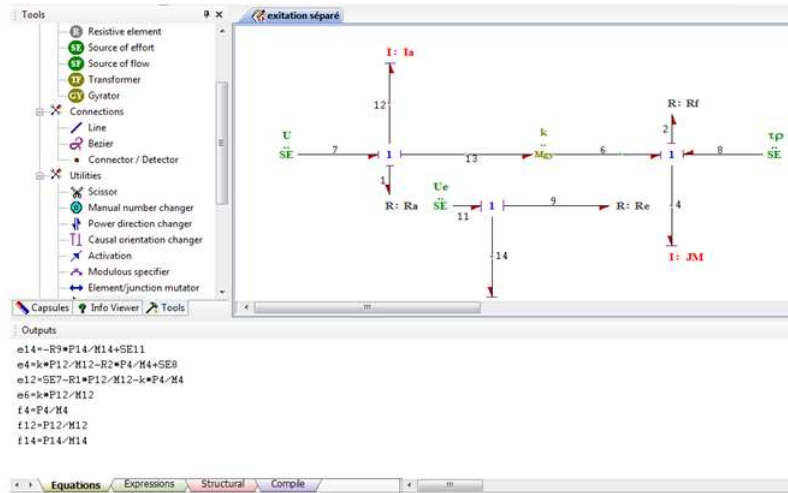 Tools
exitation séparé
R Resistive element
SE Source of effort
SF Source of flow
TF Transformer
GY Gyrator
Connections
Line
Bezier
Connector / Detector
Utilities
Scissor
Manual number changer
Power direction changer
Causal orientation changer
Activation
Modulous specifier
Element/junction mutator
Capsules Info Viewer Tools
I: Ia
12
R: Rf
U
k
2
τρ
SE 7 1 13 Mgy 6 1 8 SE
1
Ue
R: Ra SE 1 9 R: Re 4
11
14
I: JM
Outputs
e14=-R9*P14/M14+SE11
e4=k*P12/M12-R2*P4/M4+SE8
e12=SE7-R1*P12/M12-k*P4/M4
e6=k*P12/M12
f4=P4/M4
f12=P12/M12
f14=P14/M14
Equations Expressions Structural Compile